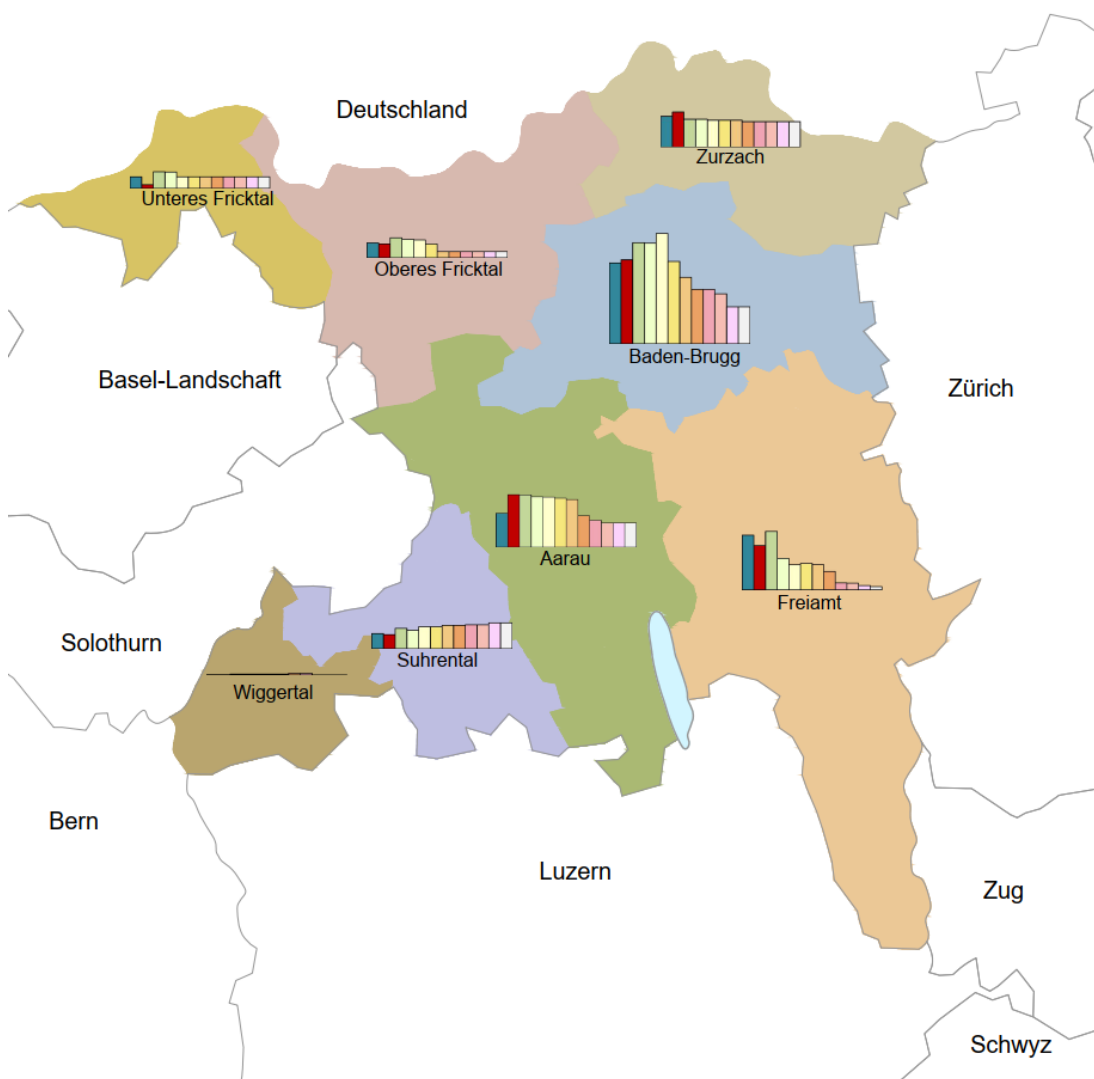 Deutschland
Zurzach
Unteres Fricktal
Oberes Fricktal
Baden-Brugg
Basel-Landschaft
Zürich
Aarau
Freiamt
Solothurn
Suhrental
Wiggertal
Bern
Luzern
Zug
Schwyz